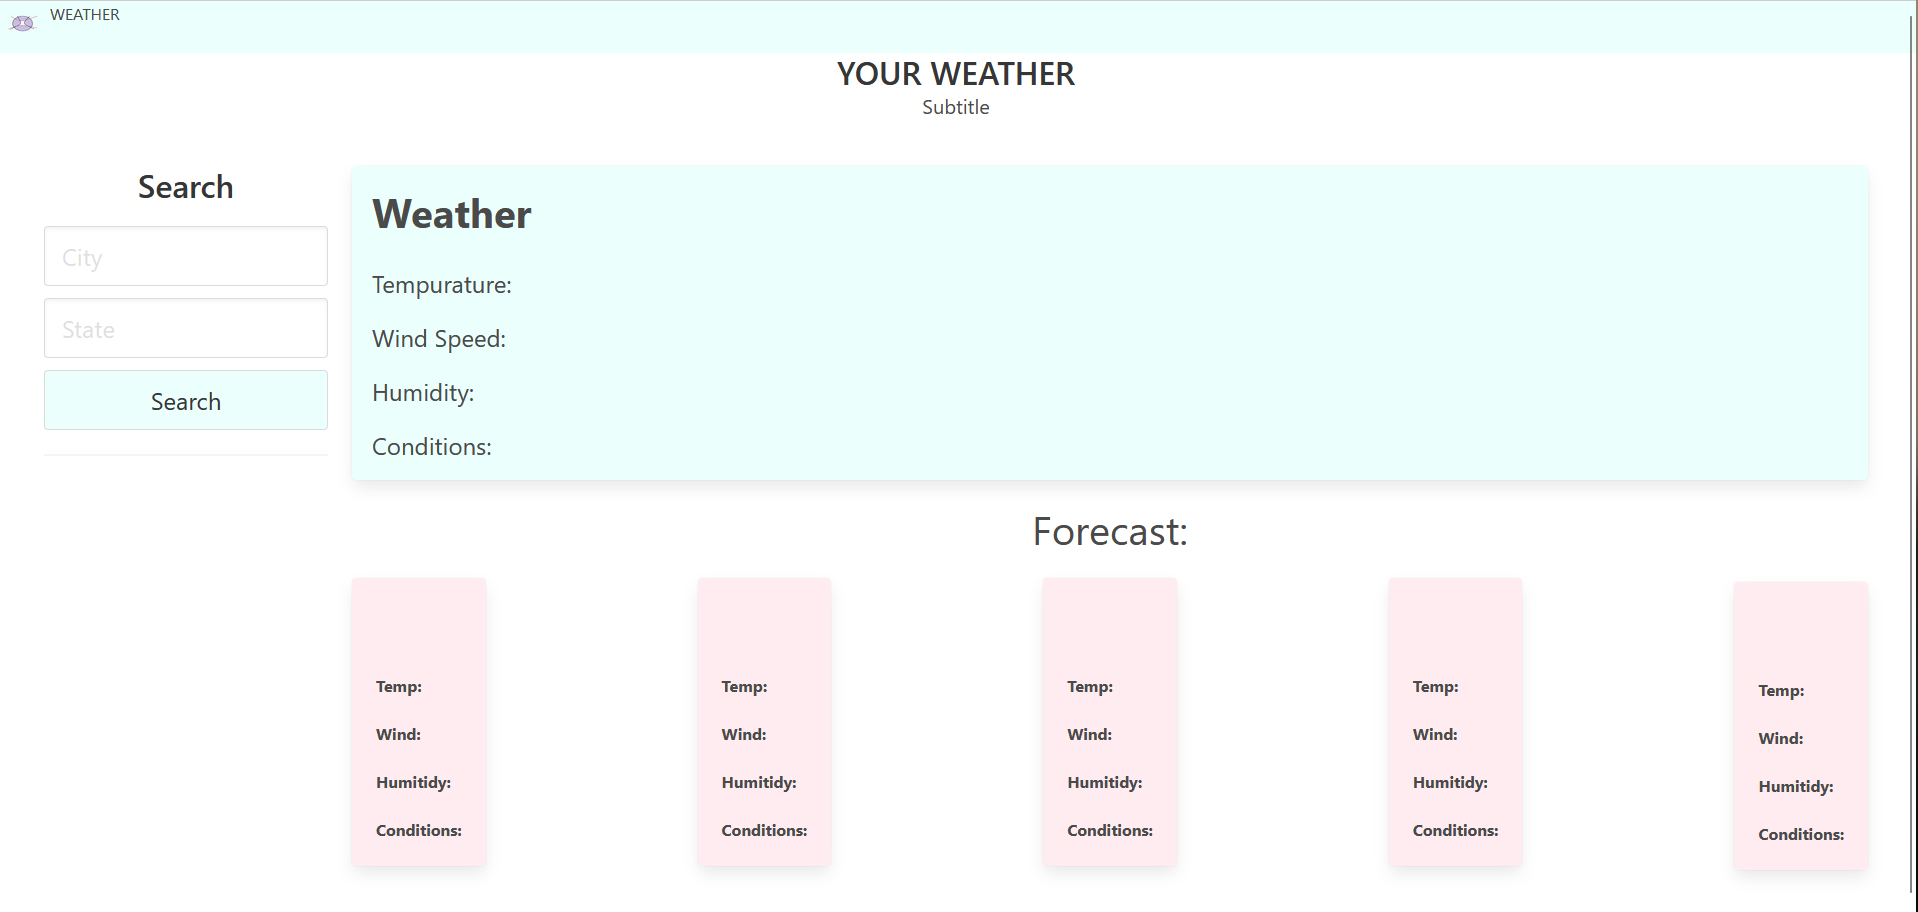 WEATHER
YOUR WEATHER
Subtitle
Search
City
State
Search
Weather
Tempurature:
Wind Speed:
Humidity:
Conditions:
Forecast:
Temp:
Wind:
Humitidy:
Conditions:
Temp:
Wind:
Humitidy:
Conditions:
Temp:
Wind:
Humitidy:
Conditions:
Temp:
Wind:
Humitidy:
Conditions:
Temp:
Wind:
Humitidy:
Conditions: